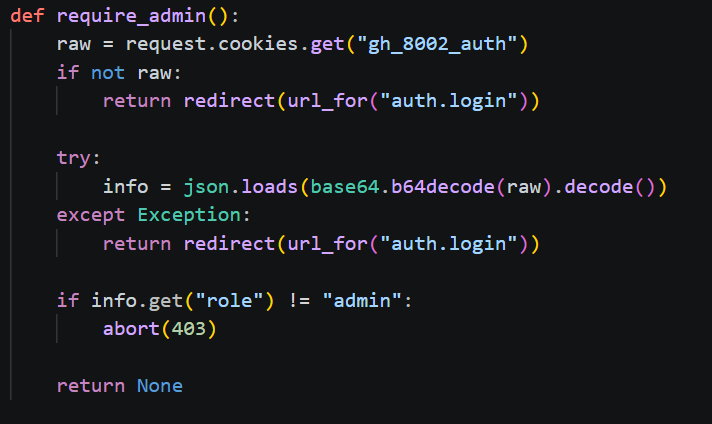 def require_admin():
    raw = request.cookies.get("gh_8002_auth")
    if not raw:
        return redirect(url_for("auth.login"))

    try:
        info = json.loads(base64.b64decode(raw).decode())
    except Exception:
        return redirect(url_for("auth.login"))

    if info.get("role") != "admin":
        abort(403)

    return None